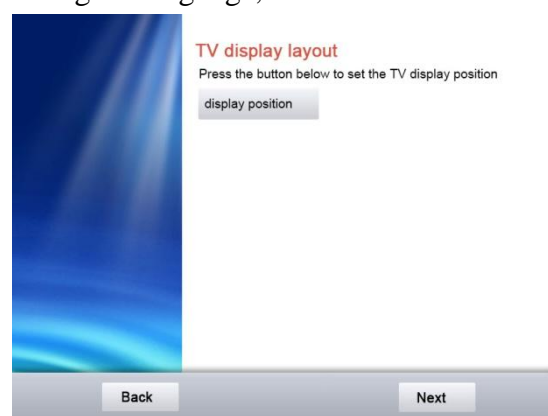 TV display layout
Press the button below to set the TV display position
display position
Back
Next